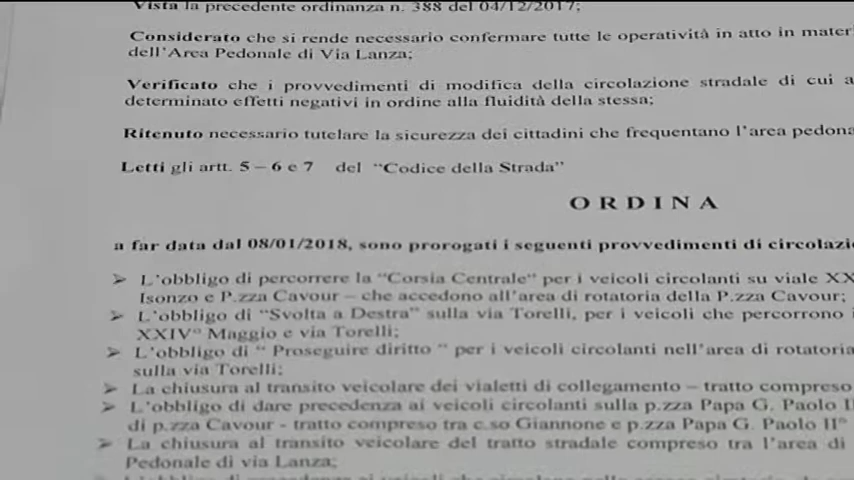 Vista la precedente ordinanza n. 388 del 04/12/2017;
Considerato che si rende necessario confermare tutte le operatività in atto in mater
dell'Area Pedonale di Via Lanza;
Verificato che i provvedimenti di modifica della circolazione stradale di cui a
determinato effetti negativi in ordine alla fluidità della stessa;
Ritenuto necessario tutelare la sicurezza dei cittadini che frequentano l'area pedona
Letti gli artt. 5 – 6 e 7 del "Codice della Strada"
ORDINA
a far data dal 08/01/2018, sono prorogati i seguenti provvedimenti di circolazio
➢ L'obbligo di percorrere la "Corsia Centrale" per i veicoli circolanti su viale XX
Isonzo e P.zza Cavour – che accedono all'area di rotatoria della P.zza Cavour;
➢ L'obbligo di "Svolta a Destra" sulla via Torelli, per i veicoli che percorrono
XXIV° Maggio e via Torelli;
➢ L'obbligo di " Proseguire diritto " per i veicoli circolanti nell'area di rotatoria
sulla via Torelli;
➢ La chiusura al transito veicolare dei vialetti di collegamento – tratto compreso
➢ L'obbligo di dare precedenza ai veicoli circolanti sulla p.zza Papa G. Paolo II
di p.zza Cavour - tratto compreso tra c.so Giannone e p.zza Papa G. Paolo II°
➢ La chiusura al transito veicolare del tratto stradale compreso tra l'area di
Pedonale di via Lanza;